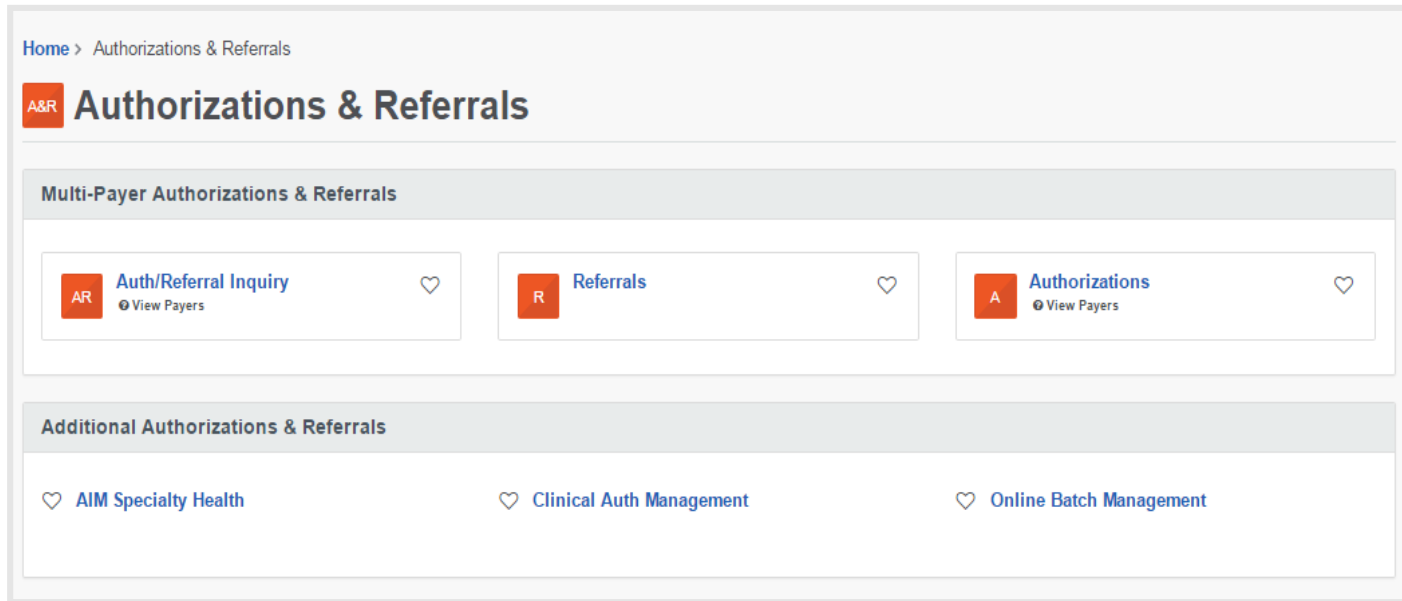 Home > Authorizations & Referrals
A&R Authorizations & Referrals
Multi-Payer Authorizations & Referrals
AR
Auth/Referral Inquiry
View Payers
R
Referrals
A
Authorizations
View Payers
Additional Authorizations & Referrals
AIM Specialty Health
Clinical Auth Management
Online Batch Management